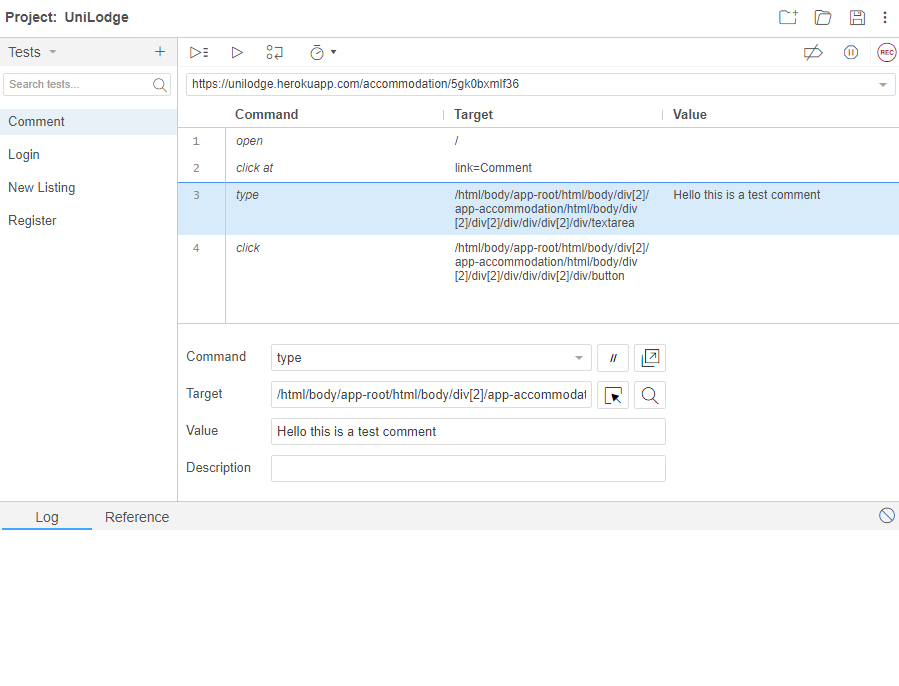 Project: UniLodge
Tests
REC
Search tests...
https://unilodge.herokuapp.com/accommodation/5gk0bxmlf36
Comment
Login
New Listing
Register
Command Target Value
1 open /
2 click at link=Comment
3 type /html/body/app-root/html/body/div[2]/ Hello this is a test comment
app-accommodation/html/body/div
[2]/div[2]/div/div/div[2]/div/textarea
4 click /html/body/app-root/html/body/div[2]/
app-accommodation/html/body/div
[2]/div[2]/div/div/div[2]/div/button
Command type //
Target /html/body/app-root/html/body/div[2]/app-accommodat
Value Hello this is a test comment
Description
Log Reference